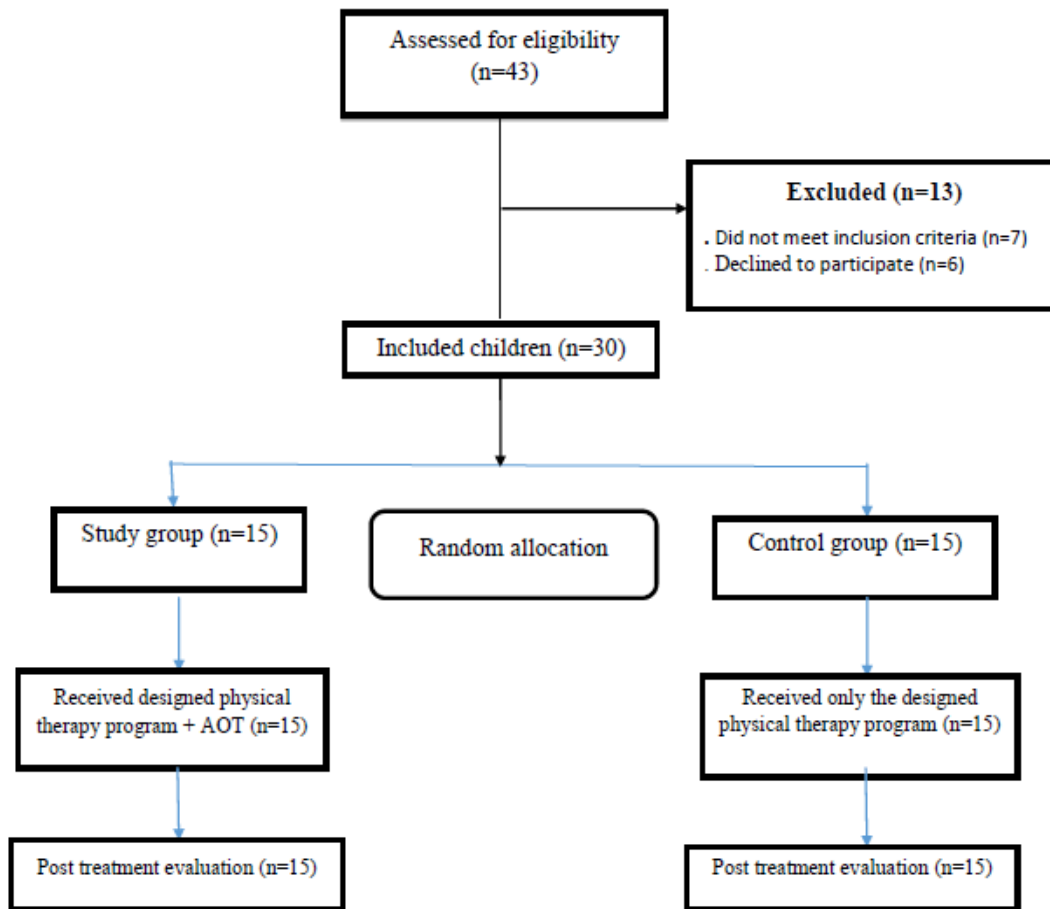 Assessed for eligibility
(n=43)
Excluded (n=13)
. Did not meet inclusion criteria (n=7)
. Declined to participate (n=6)
Included children (n=30)
Study group (n=15)
Random allocation
Control group (n=15)
Received designed physical
therapy program + AOT (n=15)
Received only the designed
physical therapy program (n=15)
Post treatment evaluation (n=15)
Post treatment evaluation (n=15)